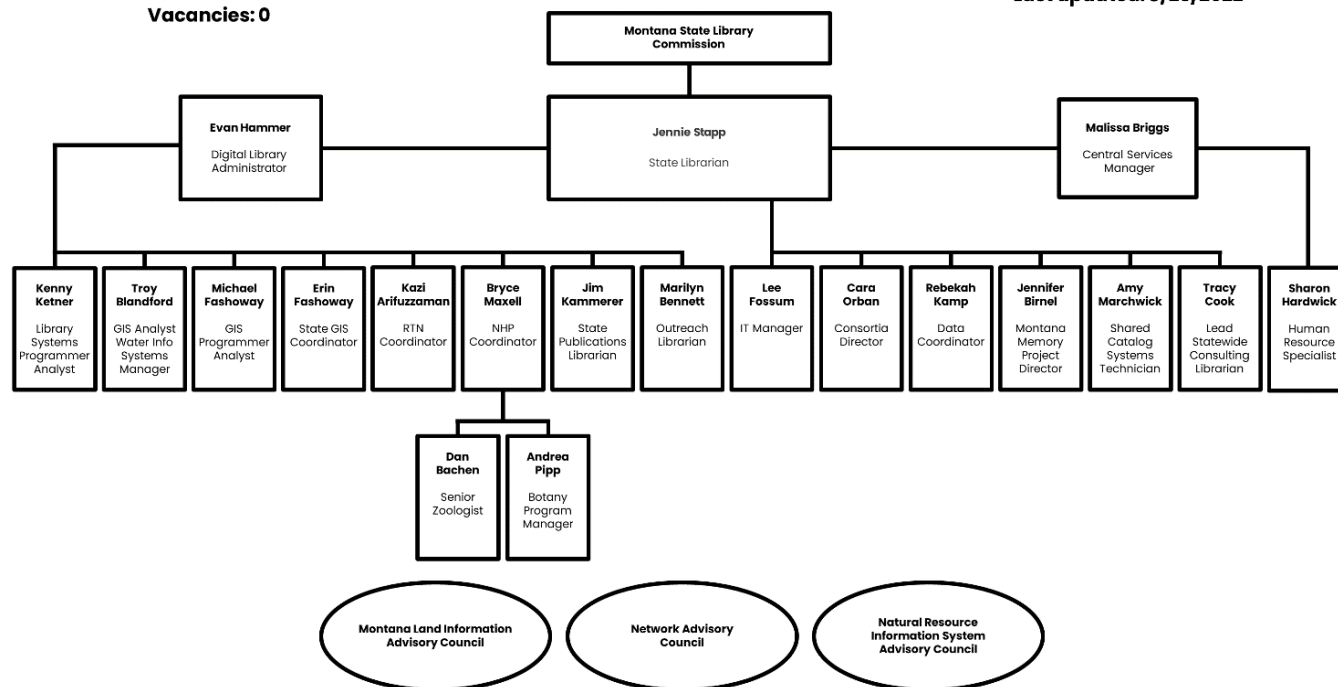 Vacancies: 0
Montana State Library
Commission
Evan Hammer
Digital Library
Administrator
Jennie Stapp
State Librarian
Malissa Briggs
Central Services
Manager
Kenny
Ketner
Library
Systems
Programmer
Analyst
Troy
Blandford
GIS Analyst
Water Info
Systems
Manager
Michael
Fashoway
GIS
Programmer
Analyst
Erin
Fashoway
State GIS
Coordinator
Kazi
Arifuzzaman
RTN
Coordinator
Bryce
Maxell
NHP
Coordinator
Jim
Kammerer
State
Publications
Librarian
Marilyn
Bennett
Outreach
Librarian
Lee
Fossum
IT Manager
Cara
Orban
Consortia
Director
Rebekah
Kamp
Data
Coordinator
Jennifer
Birnel
Montana
Memory
Project
Director
Amy
Marchwick
Shared
Catalog
Systems
Technician
Tracy
Cook
Lead
Statewide
Consulting
Librarian
Sharon
Hardwick
Human
Resource
Specialist
Dan
Bachen
Senior
Zoologist
Andrea
Pipp
Botany
Program
Manager
Montana Land Information
Advisory Council
Network Advisory
Council
Natural Resource
Information System
Advisory Council